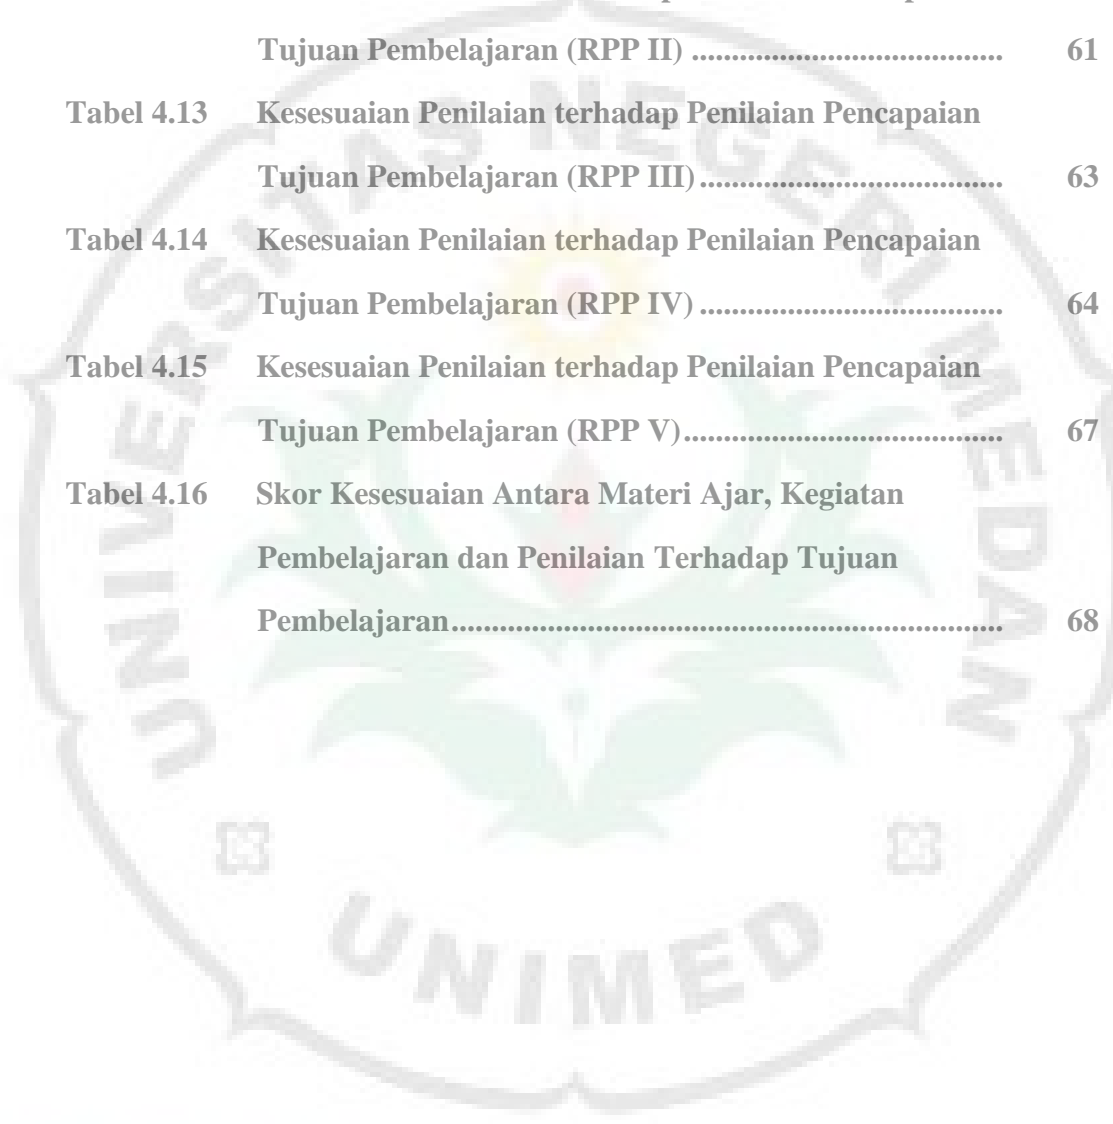 Tujuan Pembelajaran (RPP II) ....................................... 61
Tabel 4.13 Kesesuaian Penilaian terhadap Penilaian Pencapaian
Tujuan Pembelajaran (RPP III) ...................................... 63
Tabel 4.14 Kesesuaian Penilaian terhadap Penilaian Pencapaian
Tujuan Pembelajaran (RPP IV) ...................................... 64
Tabel 4.15 Kesesuaian Penilaian terhadap Penilaian Pencapaian
Tujuan Pembelajaran (RPP V)........................................ 67
Tabel 4.16 Skor Kesesuaian Antara Materi Ajar, Kegiatan
Pembelajaran dan Penilaian Terhadap Tujuan
Pembelajaran..................................................................... 68
UNIVERSITAS NEGERI MEDAN
UNIMED